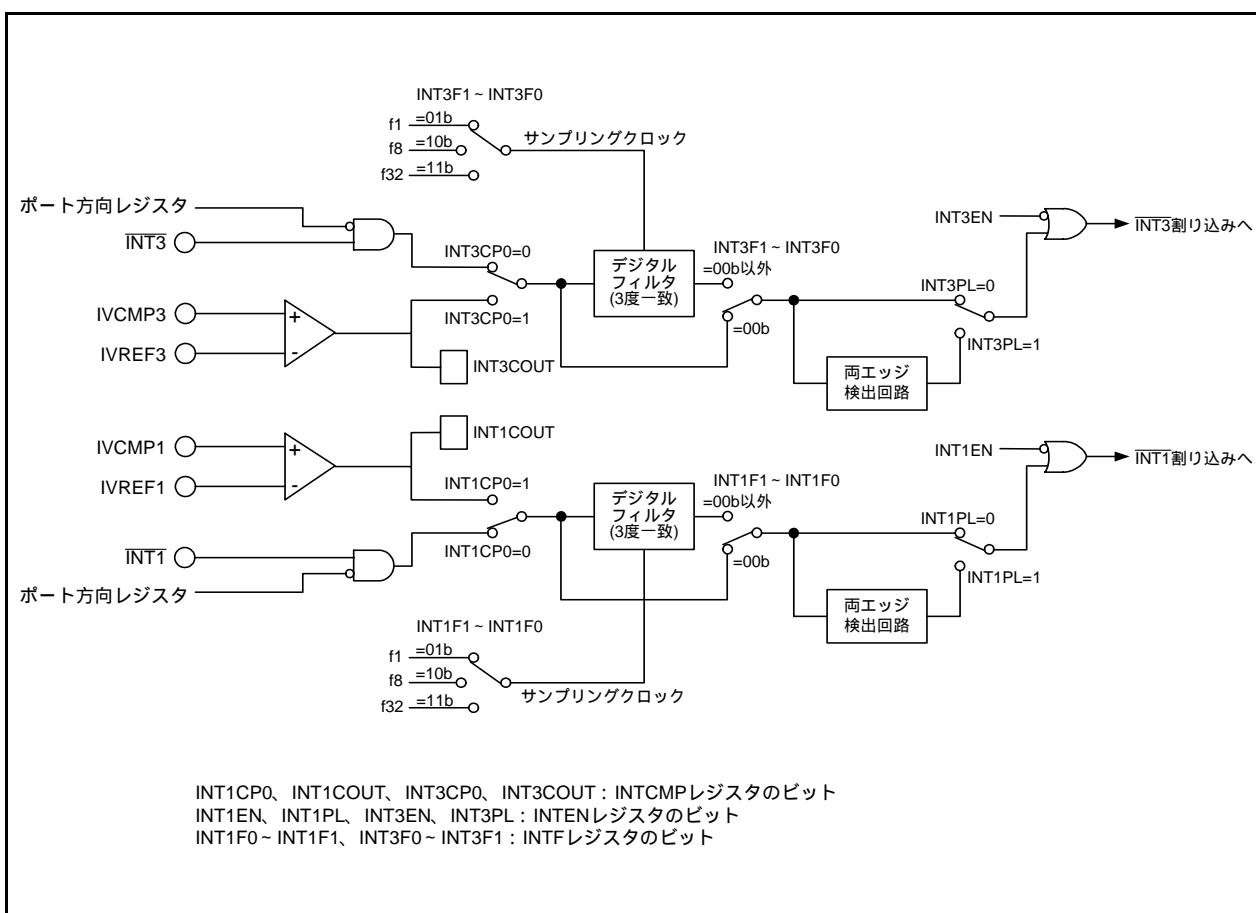 INT3F1 ~ INT3F0
f1 =01b
f8 =10b
f32 =11b
サンプリングクロック
ポート方向レジスタ
INT3
INT3CP0=0
INT3CP0=1
IVCMP3
IVREF3
+
-
INT3COUT
デジタル
フィルタ
(3度一致)
INT3F1 ~ INT3F0
=00b以外
=00b
INT3PL=0
INT3PL=1
両エッジ
検出回路
INT3EN
INT3割り込みへ
IVCMP1
IVREF1
+
-
INT1COUT
INT1CP0=1
INT1CP0=0
INT1
ポート方向レジスタ
デジタル
フィルタ
(3度一致)
INT1F1 ~ INT1F0
=00b以外
=00b
INT1PL=0
INT1PL=1
両エッジ
検出回路
INT1EN
INT1割り込みへ
INT1F1 ~ INT1F0
f1 =01b
f8 =10b
f32 =11b
サンプリングクロック
INT1CP0、INT1COUT、INT3CP0、INT3COUT : INTCMPレジスタのビット
INT1EN、INT1PL、INT3EN、INT3PL : INTENレジスタのビット
INT1F0 ~ INT1F1、INT3F0 ~ INT3F1 : INTFレジスタのビット